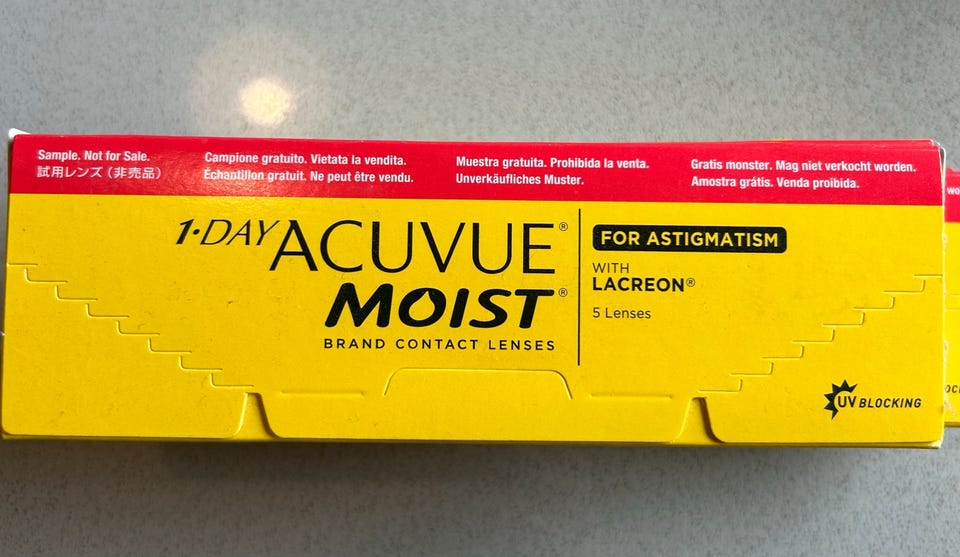 Sample. Not for Sale.
試用レンズ（非売品）
Campione gratuito. Vietata la vendita.
Échantillon gratuit. Ne peut être vendu.
Muestra gratuita. Prohibida la venta.
Unverkäufliches Muster.
Gratis monster. Mag niet verkocht worden.
Amostra grátis. Venda proibida.
1·DAY ACUVUE®
MOIST®
BRAND CONTACT LENSES
FOR ASTIGMATISM
WITH
LACREON®
5 Lenses
UV BLOCKING